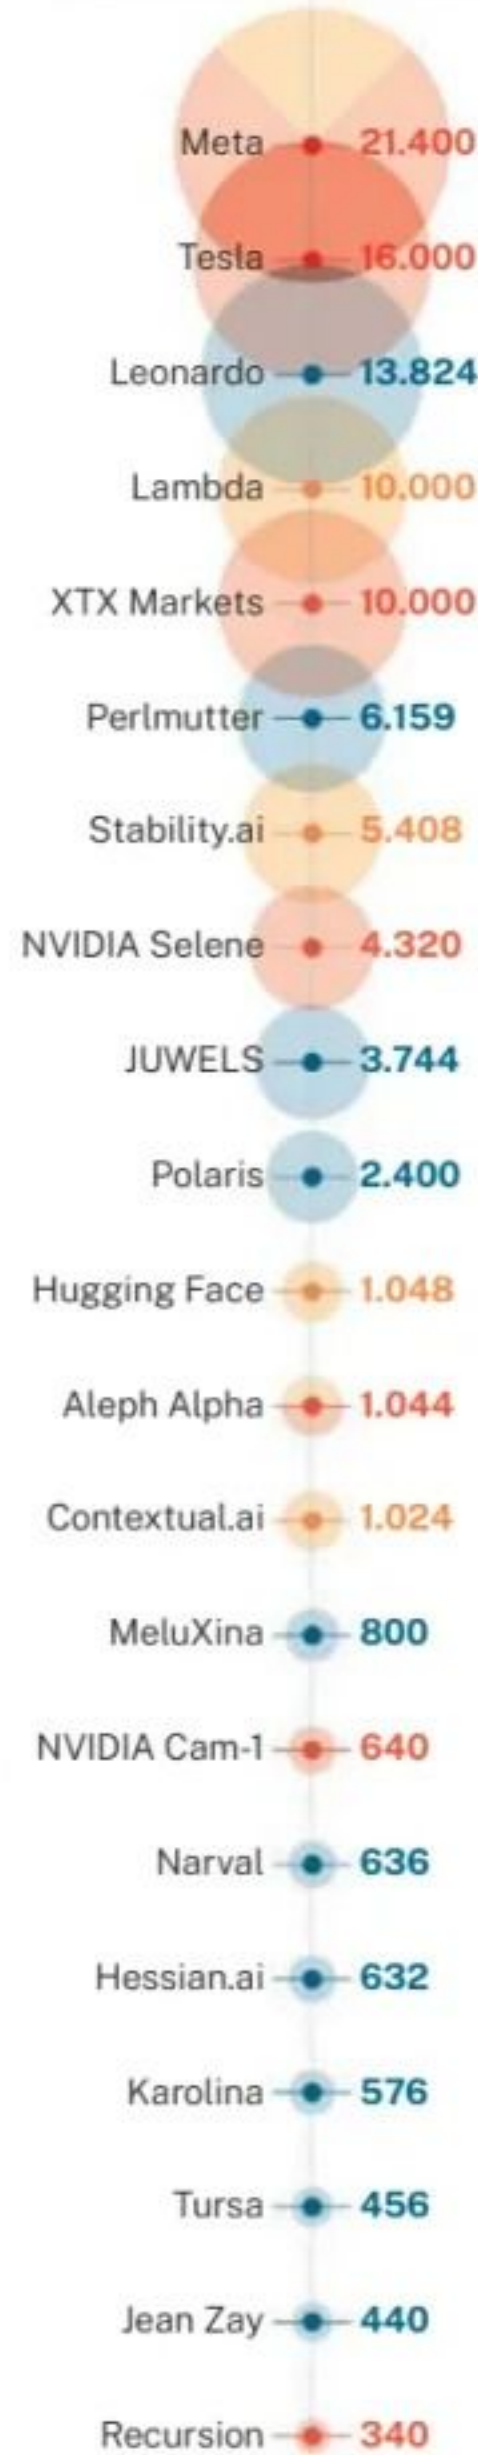 Meta 21.400
Tesla 16.000
Leonardo 13.824
Lambda 10.000
XTX Markets 10.000
Perlmutter 6.159
Stability.ai 5.408
NVIDIA Selene 4.320
JUWELS 3.744
Polaris 2.400
Hugging Face 1.048
Aleph Alpha 1.044
Contextual.ai 1.024
MeluXina 800
NVIDIA Cam-1 640
Narval 636
Hessian.ai 632
Karolina 576
Tursa 456
Jean Zay 440
Recursion 340